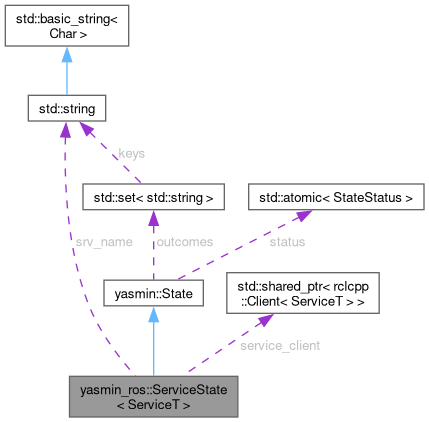 std::basic_string<
Char >
std::string
keys
std::set< std::string >
std::atomic< StateStatus >
srv_name
outcomes
status
yasmin::State
std::shared_ptr< rclcpp
::Client< ServiceT > >
service_client
yasmin_ros::ServiceState
< ServiceT >